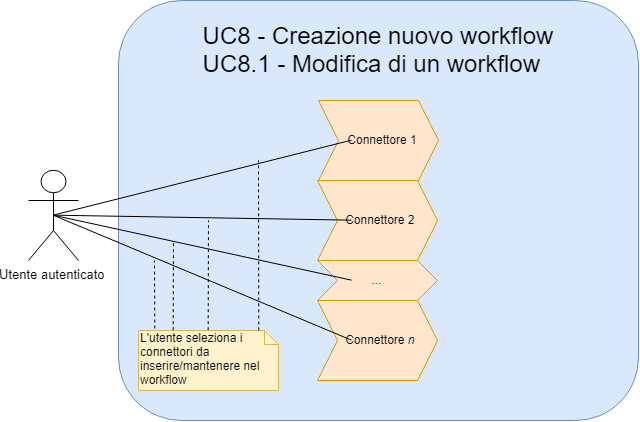 UC8 - Creazione nuovo workflow
UC8.1 - Modifica di un workflow
Connettore 1
Connettore 2
Utente autenticato
...
Connettore n
L'utente seleziona i
connettori da
inserire/mantenere nel
workflow